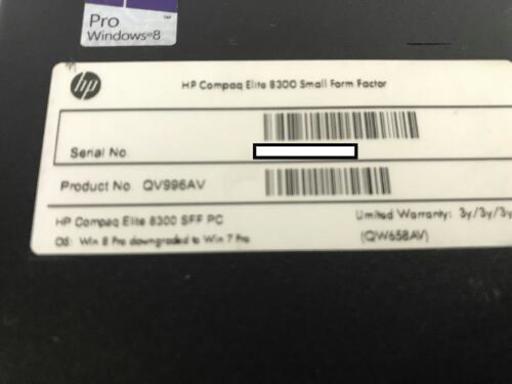 Pro
Windows 8
hp
HP Compaq Elite 8300 Small Form Factor
Serial No.
Product No. QV996AV
HP Compaq Elite 8300 SFF PC
Limited Warranty: 3y/3y/3y
OS: Win 8 Pro downgraded to Win 7 Pro
(QW658AV)